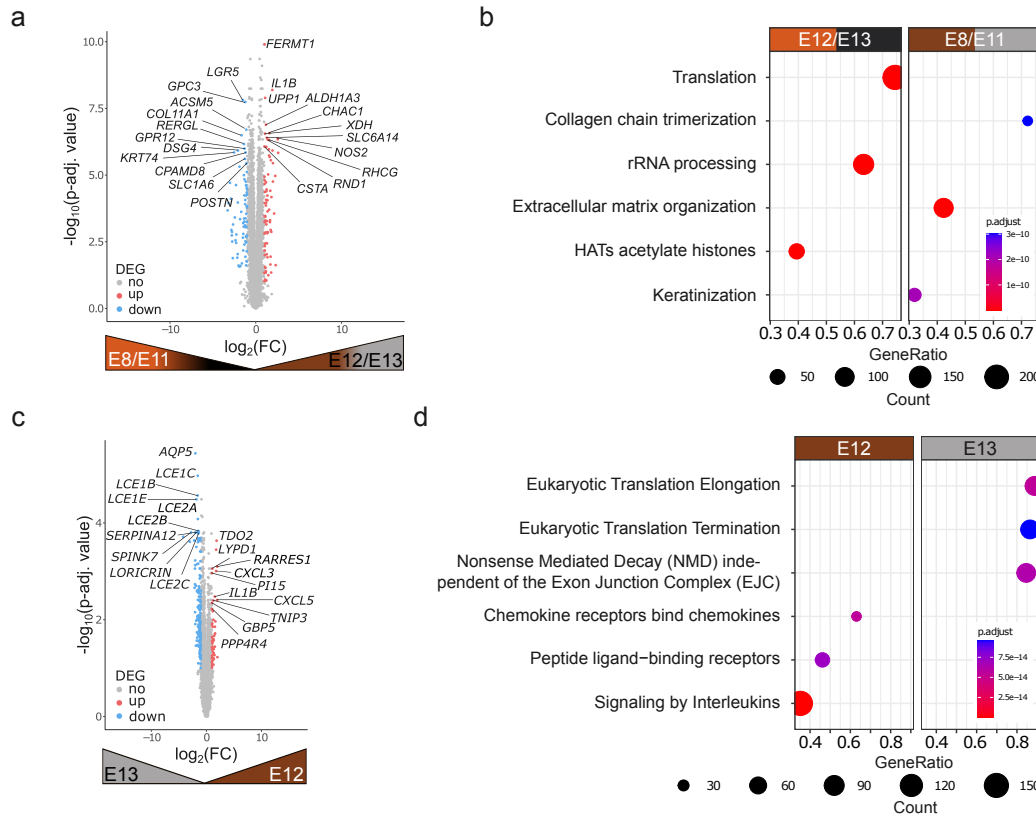 a
10.0
7.5
5.0
2.5
0.0
-log10(p-adj. value)
FERMT1
LGR5
IL1B
GPC3
UPP1
ALDH1A3
ACSM5
CHAC1
COL11A1
XDH
RERGL
SLC6A14
GPR12
NOS2
DSG4
KRT74
RHCG
CPAMD8
RND1
SLC1A6
CSTA
POSTN
DEG
no
up
down
−10
0
10
log2(FC)
E8/E11
E12/E13
b
E12/E13
E8/E11
Translation
Collagen chain trimerization
rRNA processing
Extracellular matrix organization
HATs acetylate histones
Keratinization
p.adjust
3e-10
2e-10
1e-10
0.3 0.4 0.5 0.6 0.7
0.3 0.4 0.5 0.6 0.7
GeneRatio
50 100 150 200
Count
c
4
2
0
-log10(p-adj. value)
AQP5
LCE1C
LCE1B
LCE1E
LCE2A
LCE2B
SERPINA12
TDO2
LYPD1
SPINK7
RARRES1
LORICRIN
CXCL3
LCE2C
PI15
IL1B
CXCL5
TNIP3
GBP5
PPP4R4
DEG
no
up
down
−10
0
10
log2(FC)
E13
E12
d
E12
E13
Eukaryotic Translation Elongation
Eukaryotic Translation Termination
Nonsense Mediated Decay (NMD) inde-
pendent of the Exon Junction Complex (EJC)
Chemokine receptors bind chemokines
Peptide ligand−binding receptors
Signaling by Interleukins
p.adjust
7.5e-14
5.0e-14
2.5e-14
0.4 0.6 0.8
0.4 0.6 0.8
GeneRatio
30 60 90 120 150
Count